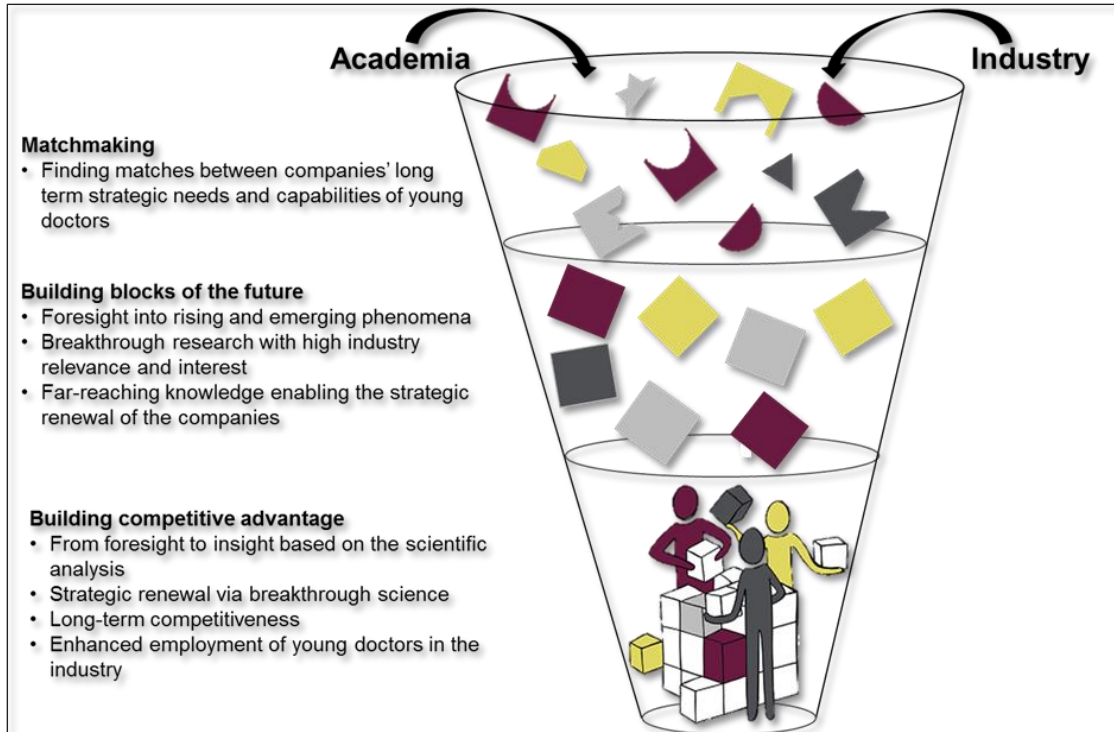 Academia
Industry
Matchmaking
• Finding matches between companies' long
term strategic needs and capabilities of young
doctors
Building blocks of the future
• Foresight into rising and emerging phenomena
• Breakthrough research with high industry
relevance and interest
• Far-reaching knowledge enabling the strategic
renewal of the companies
Building competitive advantage
• From foresight to insight based on the scientific
analysis
• Strategic renewal via breakthrough science
• Long-term competitiveness
• Enhanced employment of young doctors in the
industry